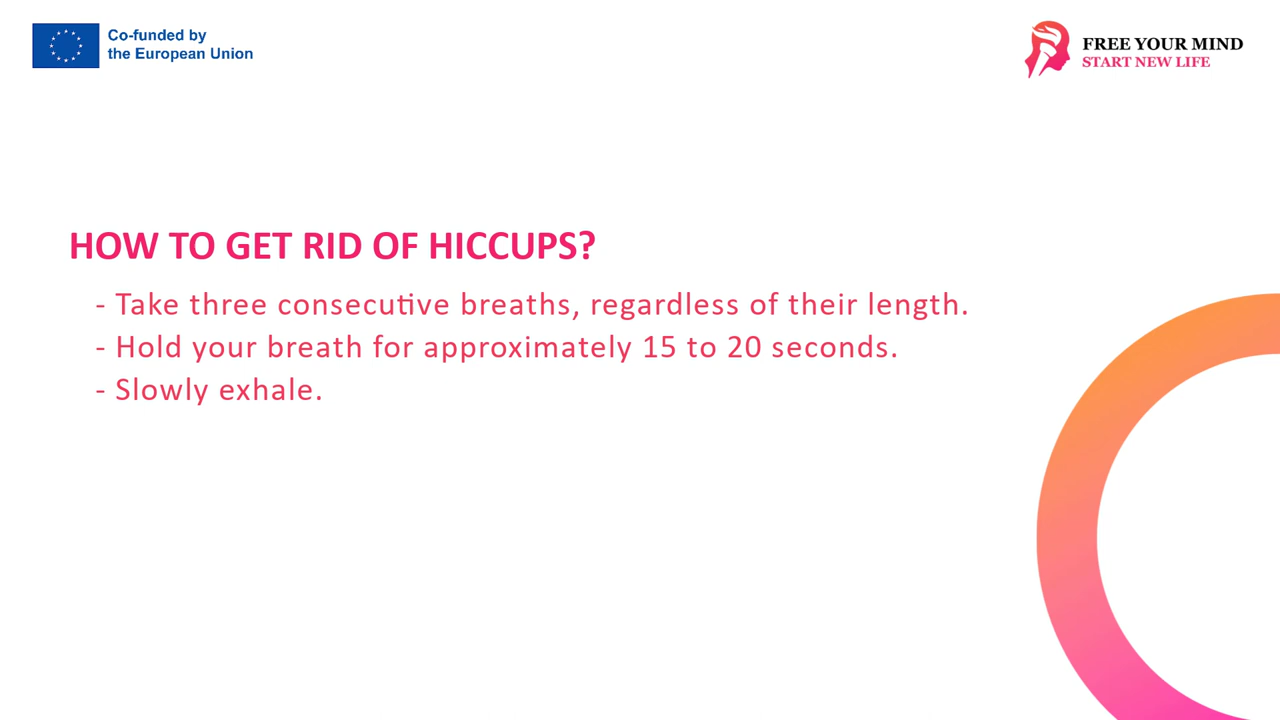 Co-funded by
the European Union
FREE YOUR MIND
START NEW LIFE
HOW TO GET RID OF HICCUPS?
- Take three consecutive breaths, regardless of their length.
- Hold your breath for approximately 15 to 20 seconds.
- Slowly exhale.